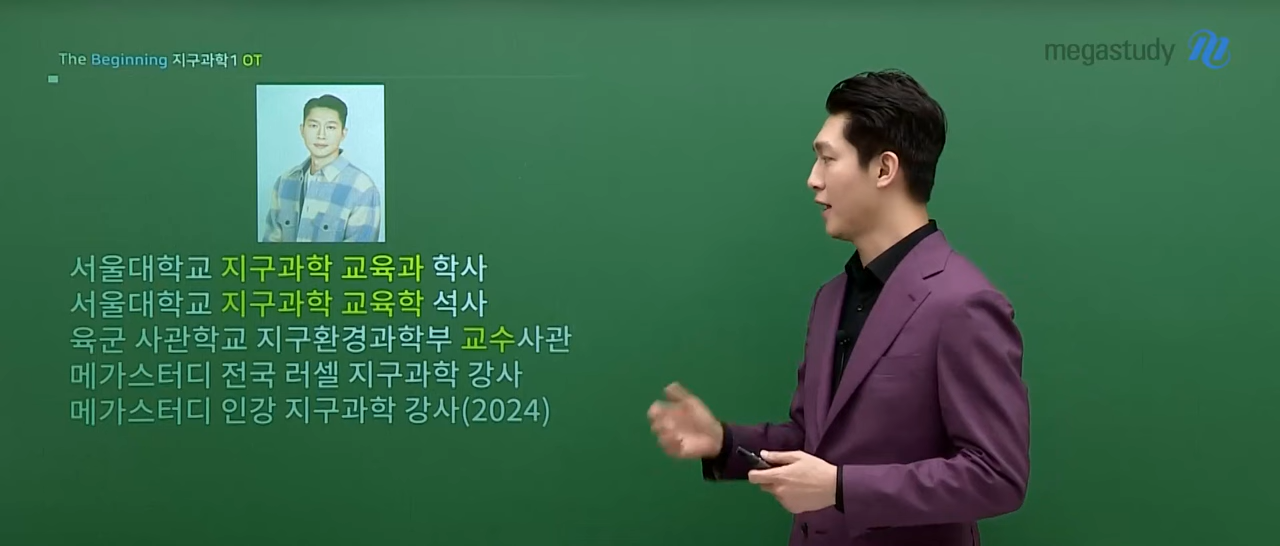 The Beginning 지구과학1 OT
megastudy
서울대학교 지구과학 교육과 학사
서울대학교 지구과학 교육학 석사
육군 사관학교 지구환경과학부 교수사관
메가스터디 전국 러셀 지구과학 강사
메가스터디 인강 지구과학 강사(2024)